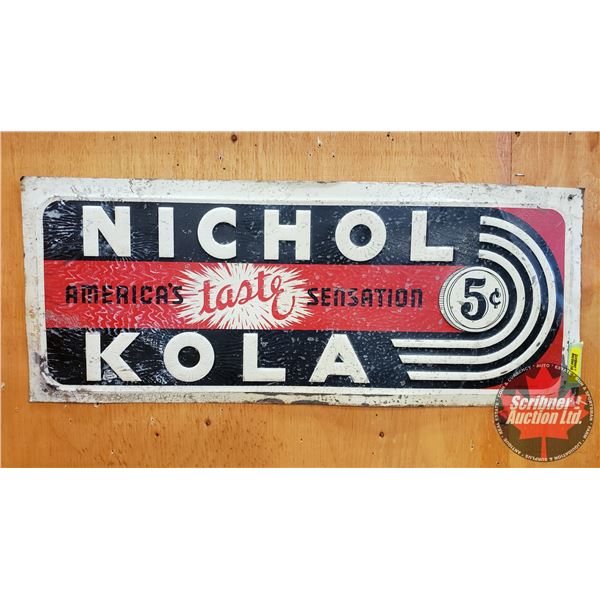 NICHOL
AMERICA'S taste SENSATION 5¢
KOLA
Scribner
Auction Ltd.